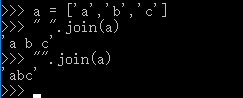 >>> a = ['a','b','c']
>>> " ".join(a)
'a b c'
>>> "".join(a)
'abc'
>>>